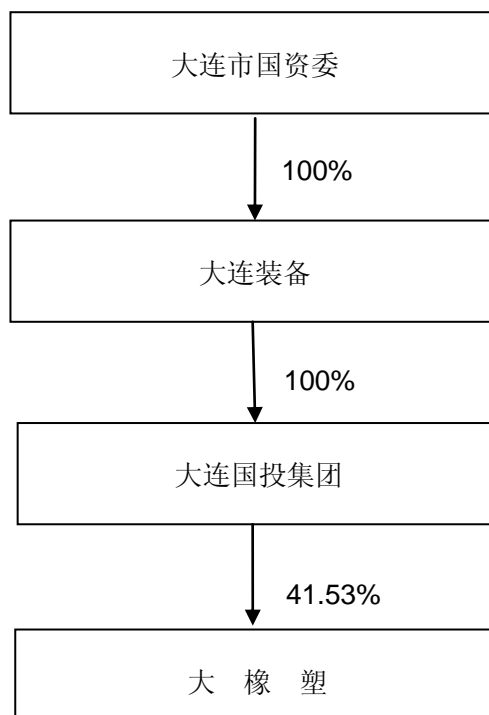 大连市国资委
100%
大连装备
100%
大连国投集团
41.53%
大 橡 塑